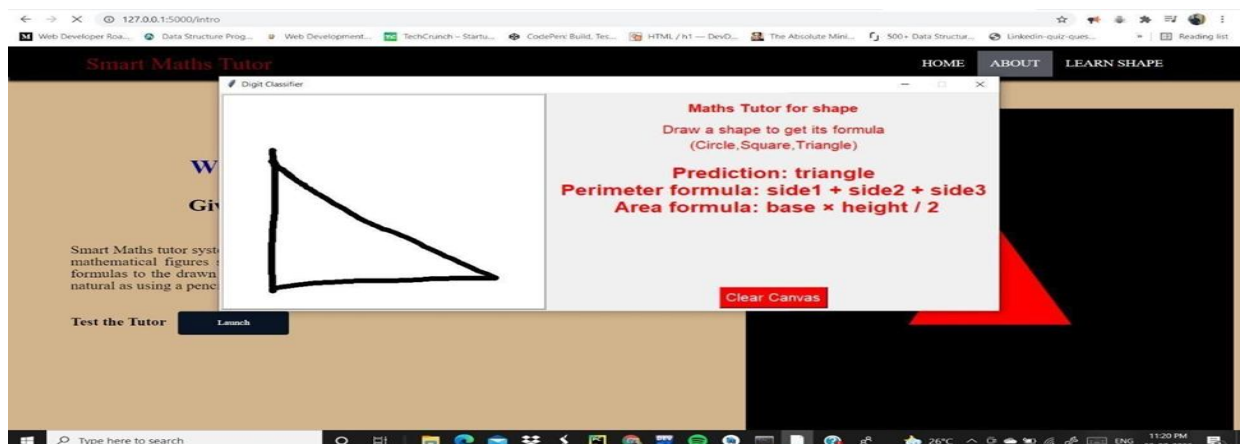 127.0.0.1:5000/intro
Web Developer Roa... Data Structure Prog... Web Development... TechCrunch – Startu... CodePen: Build, Tes... HTML / h1 — DevD... The Absolute Mini... 500+ Data Structur... Linkedin-quiz-ques... » Reading list
Smart Maths Tutor HOME ABOUT LEARN SHAPE
Digit Classifier
Maths Tutor for shape
Draw a shape to get its formula
(Circle,Square,Triangle)
Prediction: triangle
Perimeter formula: side1 + side2 + side3
Area formula: base × height / 2
Clear Canvas
W
Giv
Smart Maths tutor syst
mathematical figures
formulas to the drawn
natural as using a penc
Test the Tutor Launch
Type here to search
26°C ENG 11:20 PM